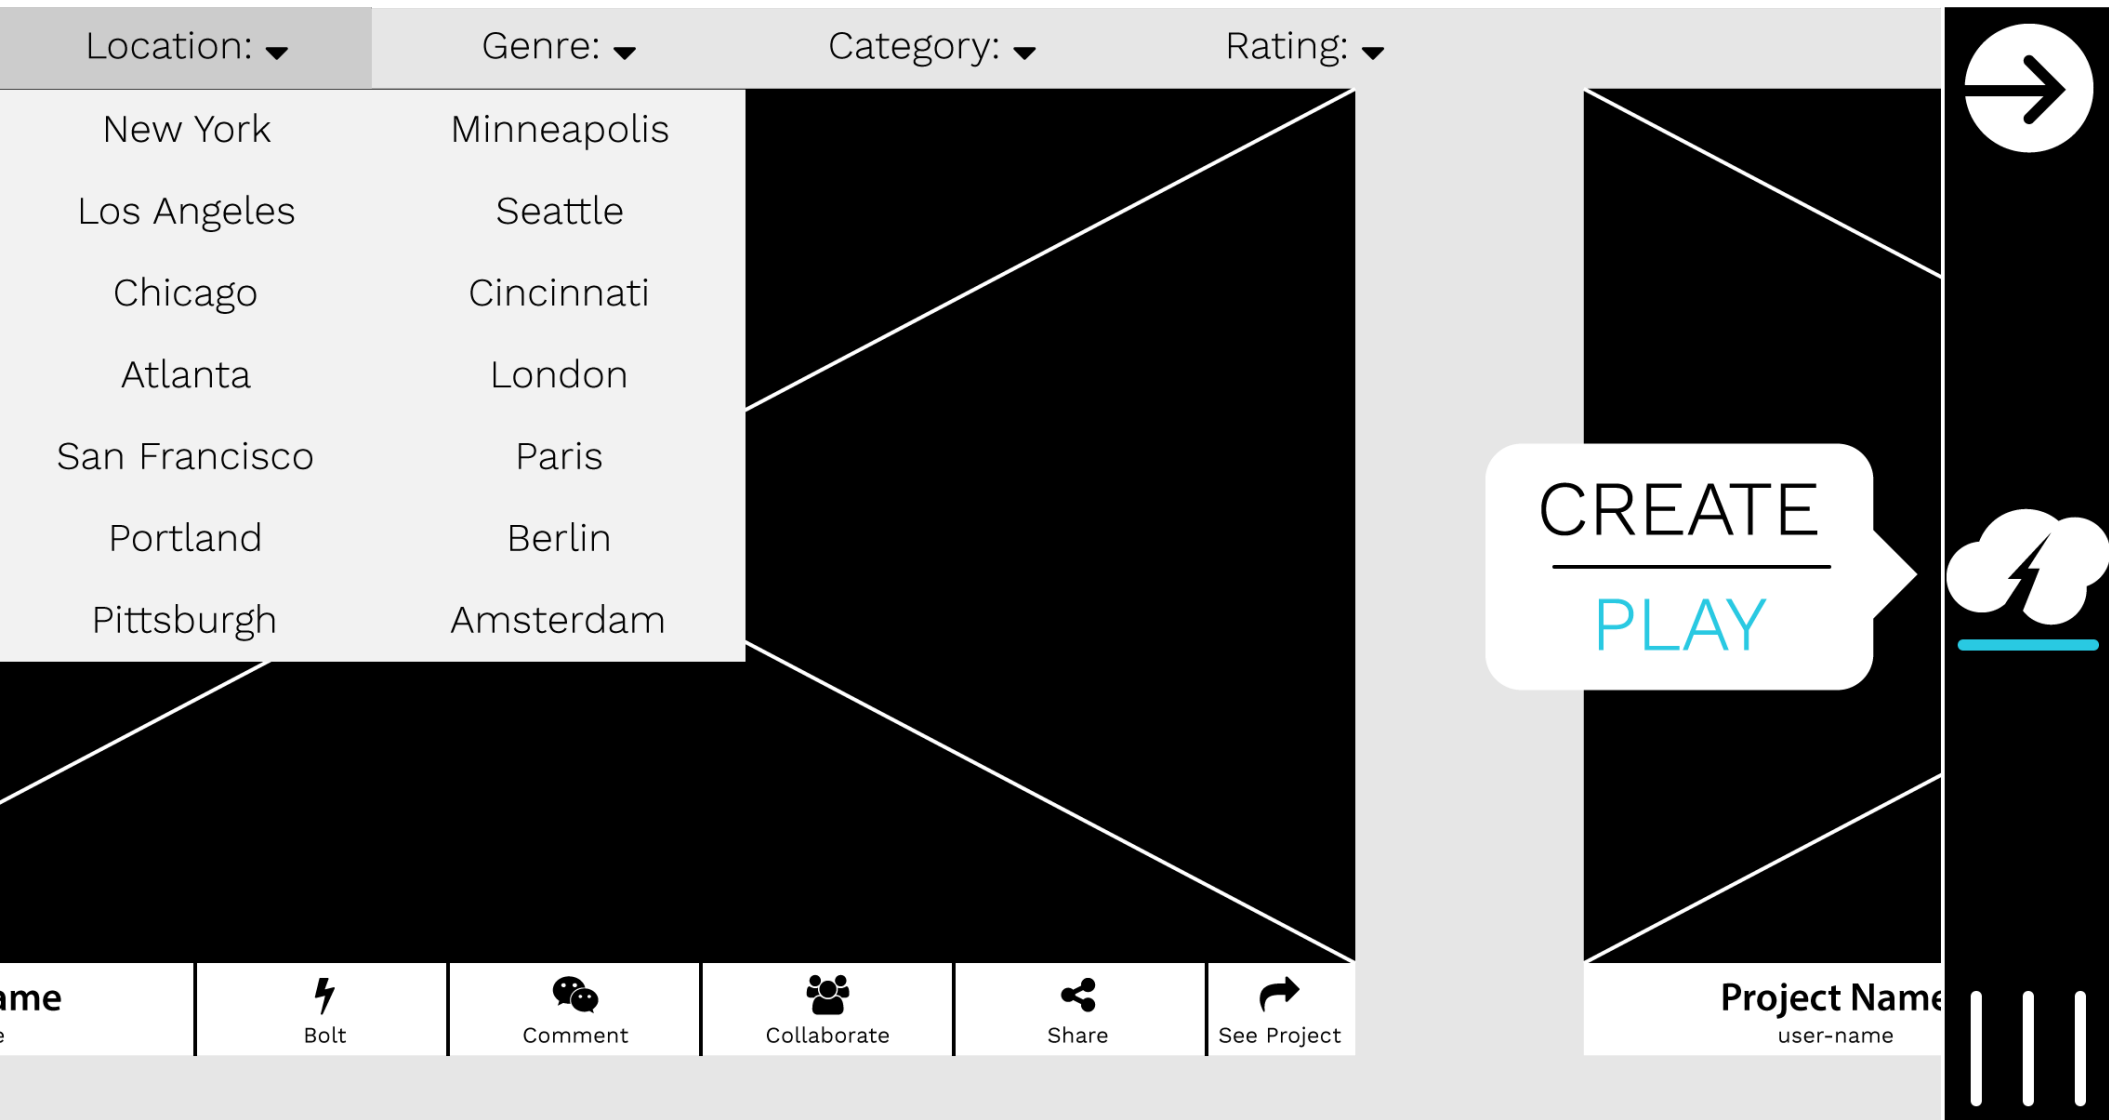 Location: Genre: Category: Rating:
New York Minneapolis
Los Angeles Seattle
Chicago Cincinnati
Atlanta London
San Francisco Paris
Portland Berlin
Pittsburgh Amsterdam
CREATE
PLAY
ame
e
Bolt
Comment
Collaborate
Share
See Project
Project Name
user-name